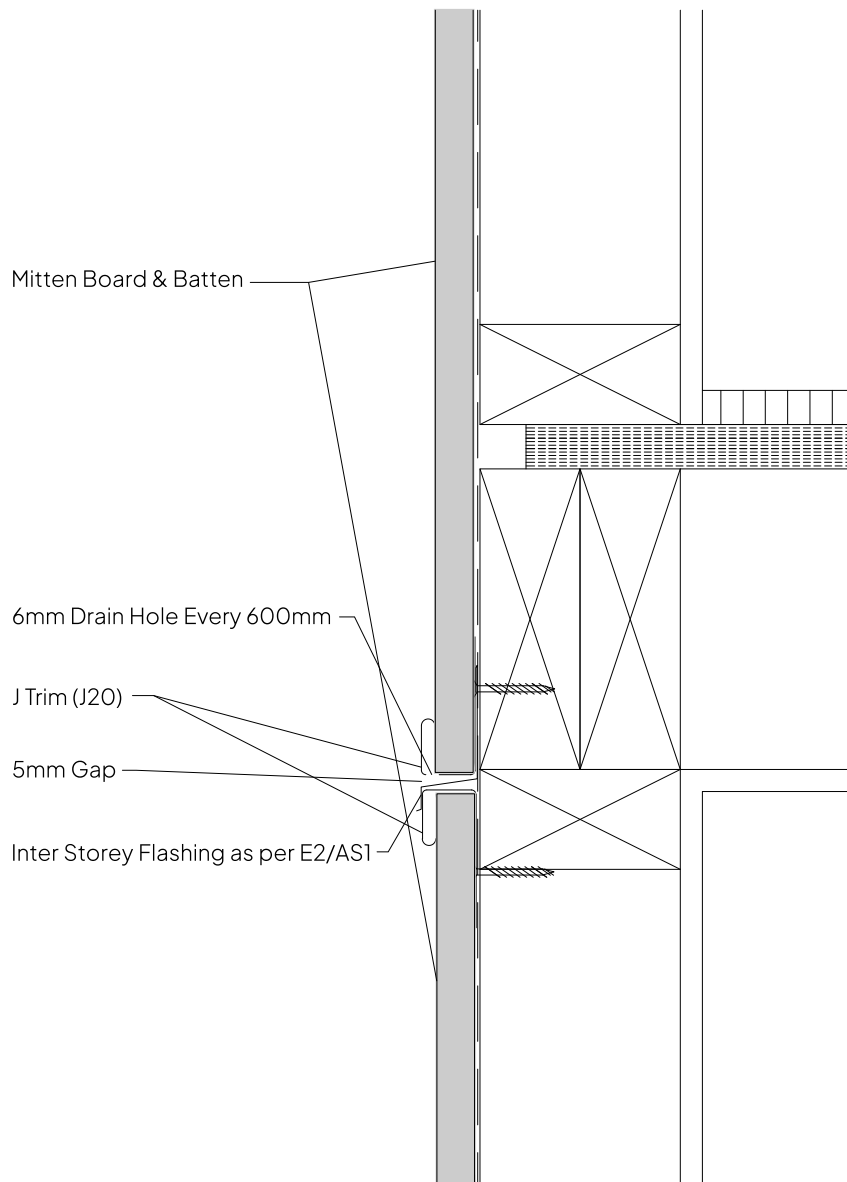 Mitten Board & Batten
6mm Drain Hole Every 600mm
J Trim (J20)
5mm Gap
Inter Storey Flashing as per E2/AS1